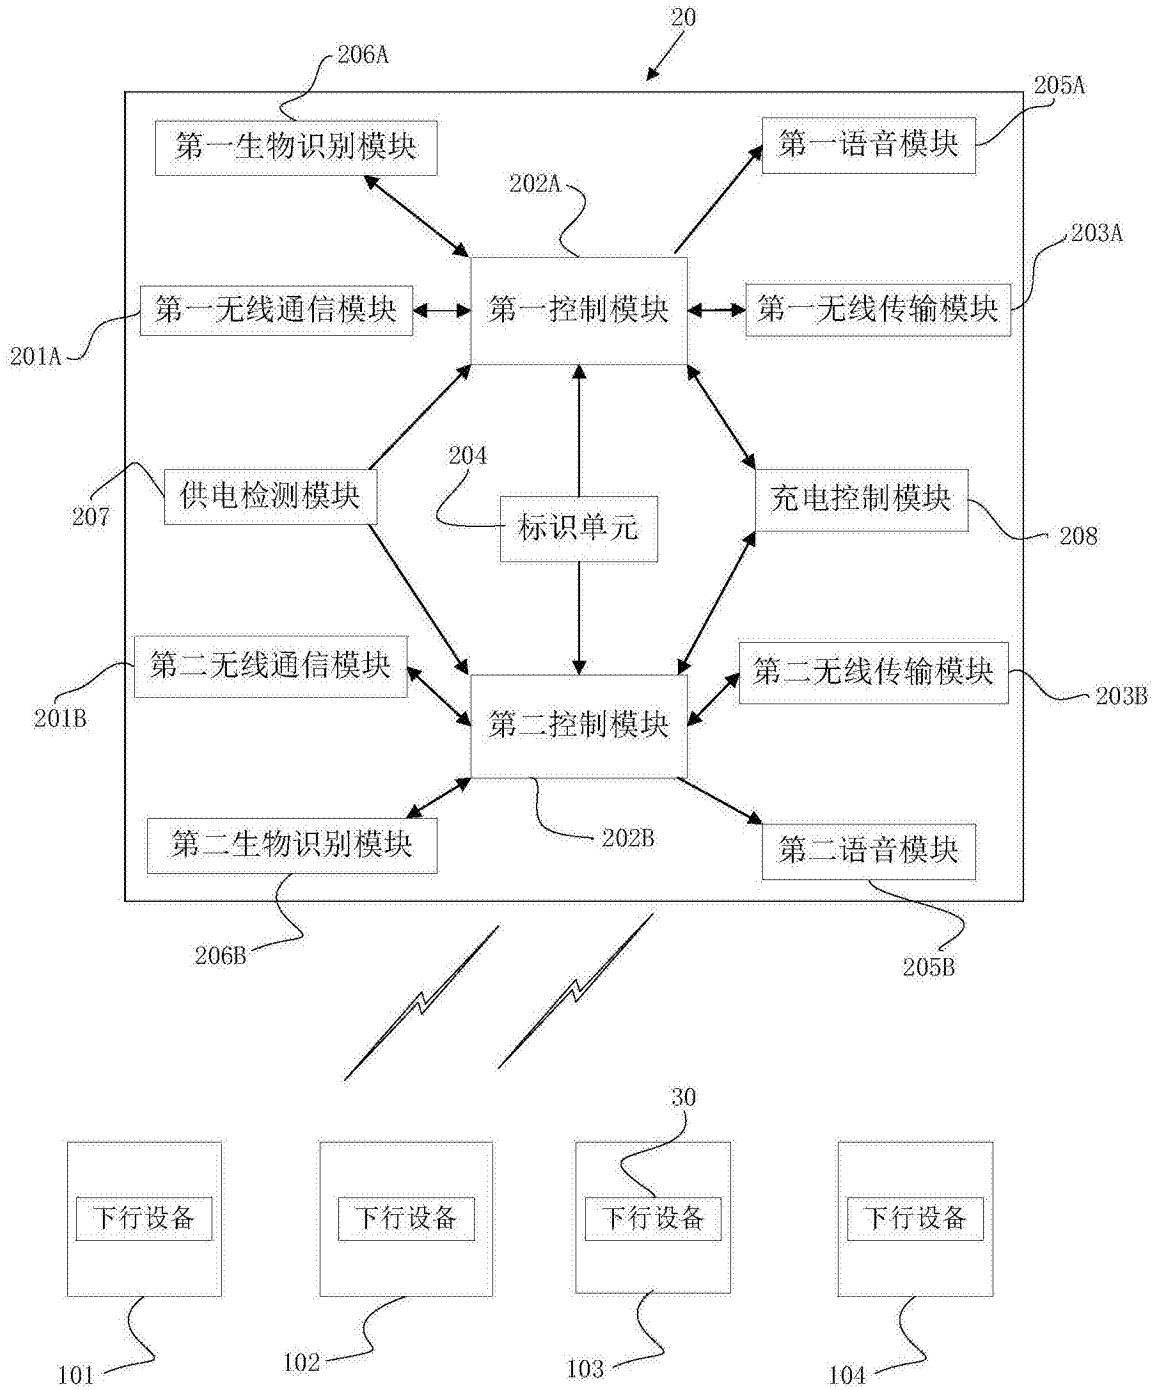 20
206A
205A
第一生物识别模块
第一语音模块
202A
203A
第一无线通信模块
第一控制模块
第一无线传输模块
201A
204
供电检测模块
标识单元
充电控制模块
207
208
第二无线通信模块
第二无线传输模块
201B
第二控制模块
203B
第二生物识别模块
202B
第二语音模块
206B
205B
30
下行设备
下行设备
下行设备
下行设备
101
102
103
104